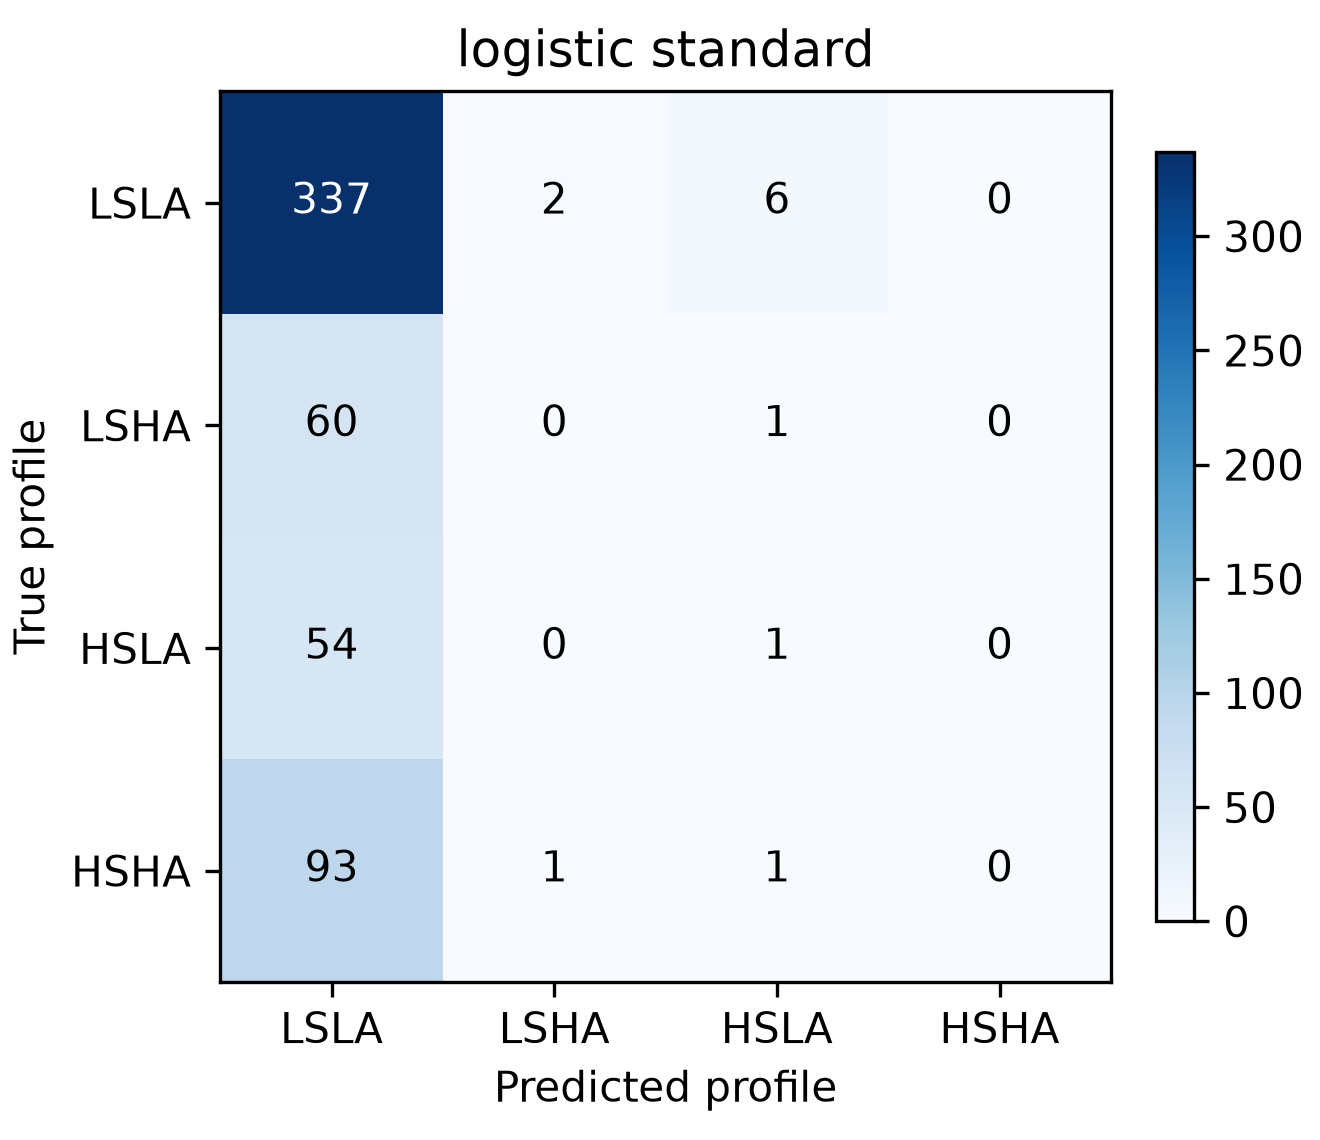 logistic standard
LSLA 337 2 6 0
LSHA 60 0 1 0
HSLA 54 0 1 0
HSHA 93 1 1 0
LSLA LSHA HSLA HSHA
Predicted profile
True profile
300
250
200
150
100
50
0